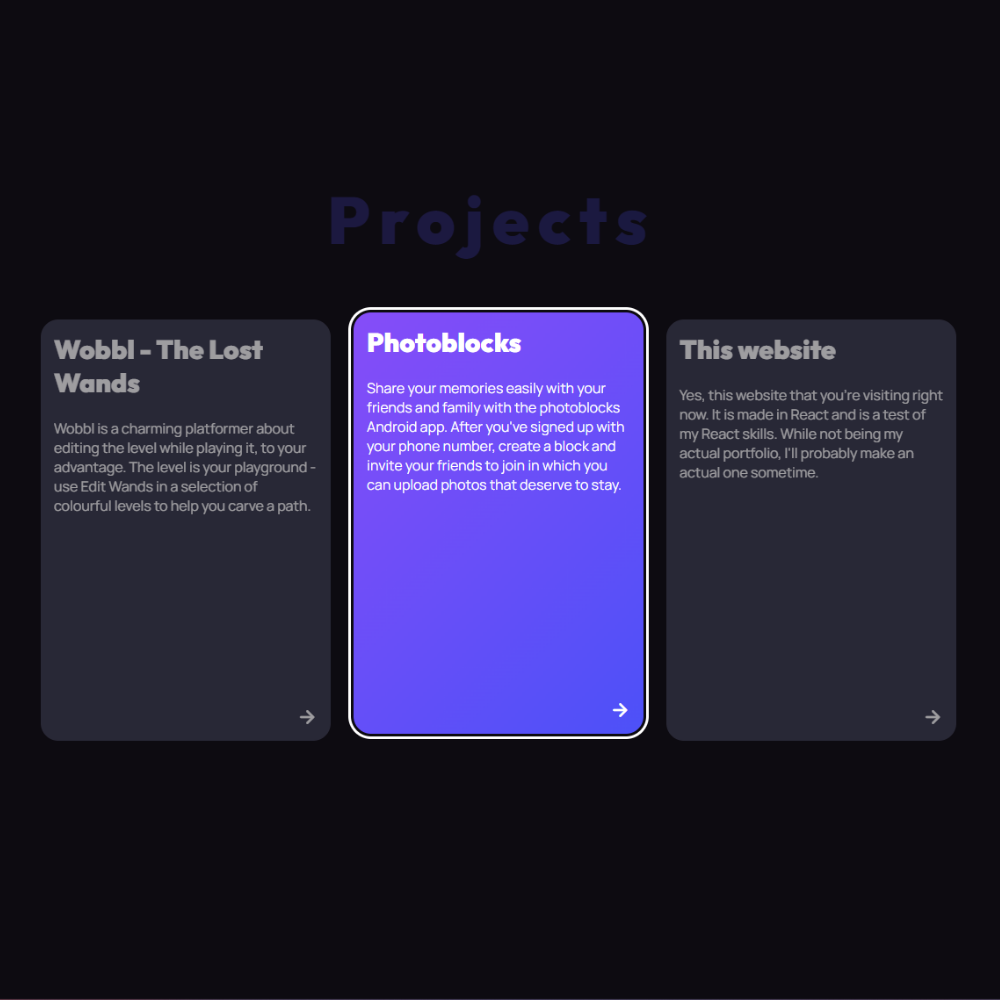 Projects
Wobbl - The Lost
Wands
Wobbl is a charming platformer about
editing the level while playing it, to your
advantage. The level is your playground -
use Edit Wands in a selection of
colourful levels to help you carve a path.
Photoblocks
Share your memories easily with your
friends and family with the photoblocks
Android app. After you've signed up with
your phone number, create a block and
invite your friends to join in which you
can upload photos that deserve to stay.
This website
Yes, this website that you're visiting right
now. It is made in React and is a test of
my React skills. While not being my
actual portfolio, I'll probably make an
actual one sometime.